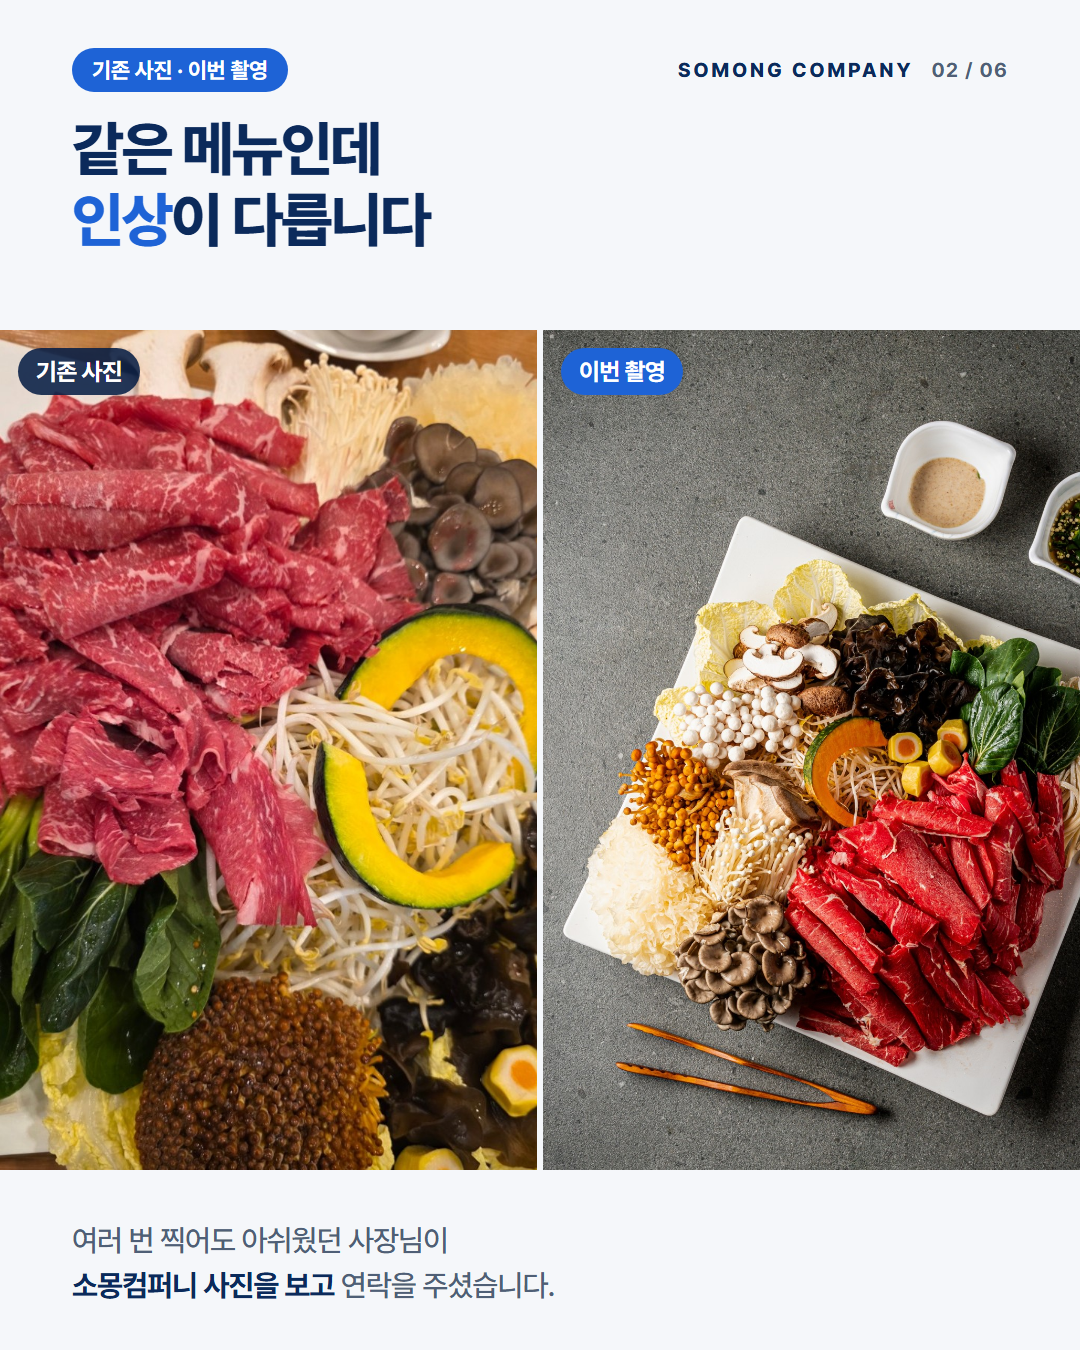 기존 사진 · 이번 촬영
SOMONG COMPANY 02 / 06
같은 메뉴인데
인상이 다릅니다
기존 사진
이번 촬영
여러 번 찍어도 아쉬웠던 사장님이
소몽컴퍼니 사진을 보고 연락을 주셨습니다.